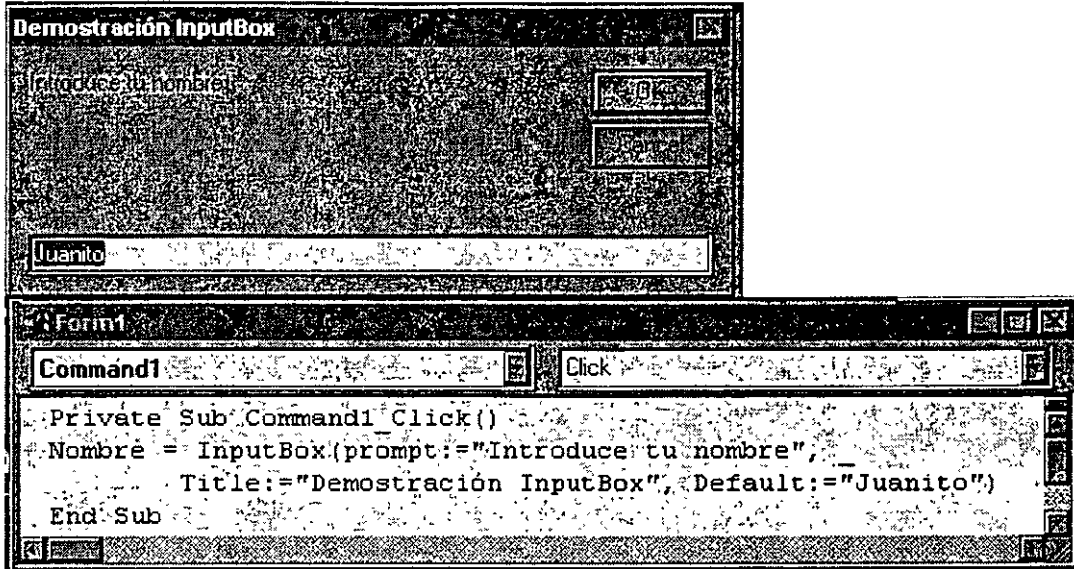 Demostración InputBox
Introduce tu nombre
OK
Cancel
Juanito
Form1
Command1 Click
Private Sub Command1_Click()
Nombre = InputBox(prompt:="Introduce tu nombre", _
Title:="Demostración InputBox", Default:="Juanito")
End Sub